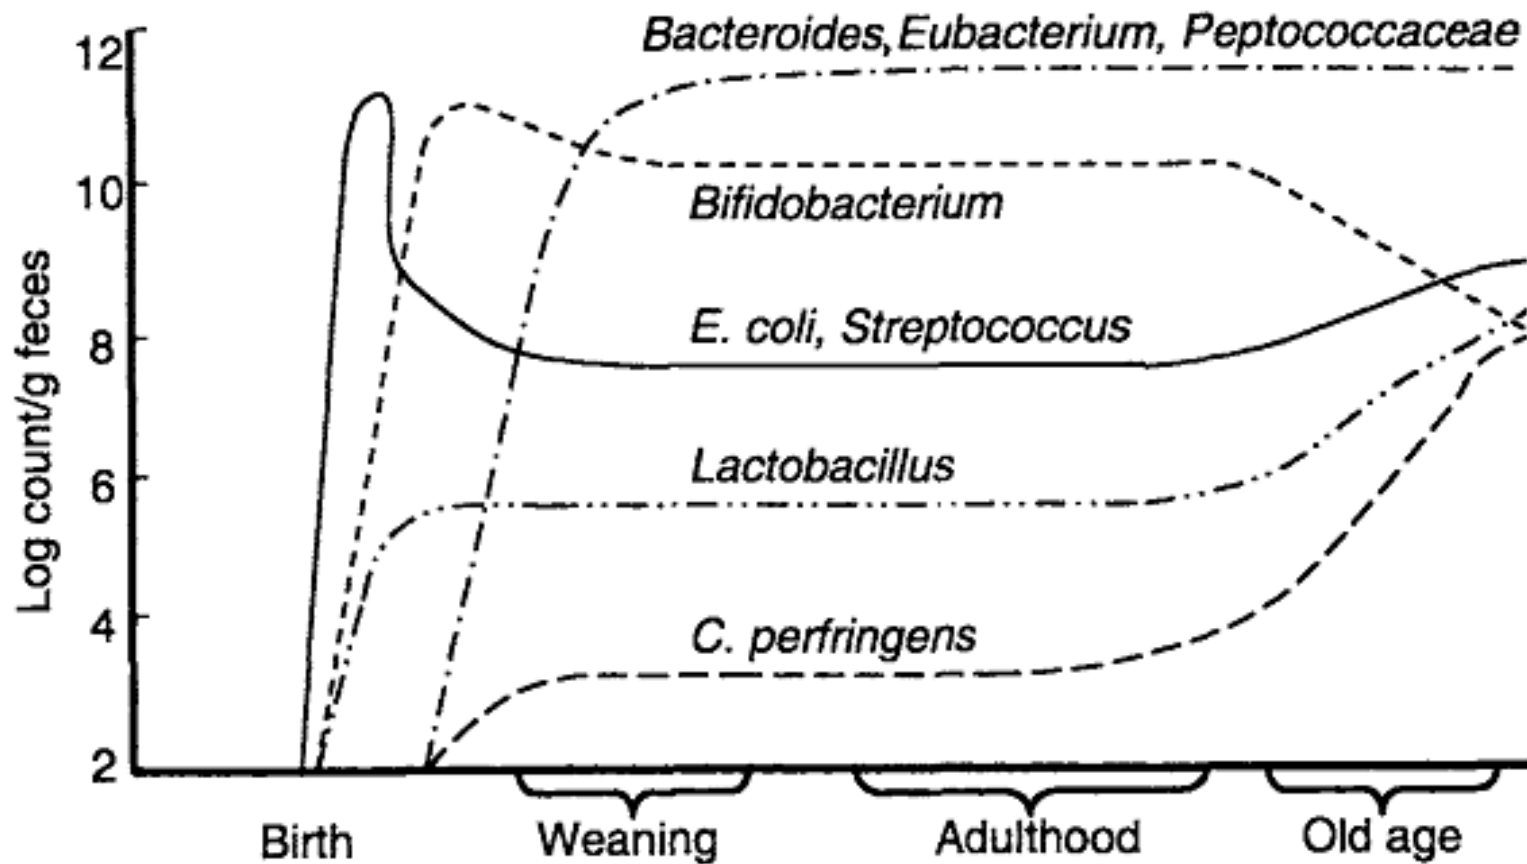 12
Bacteroides, Eubacterium, Peptococcaceae
10
Bifidobacterium
Log count/g feces
8
E. coli, Streptococcus
6
Lactobacillus
4
C. perfringens
2
Birth Weaning Adulthood Old age